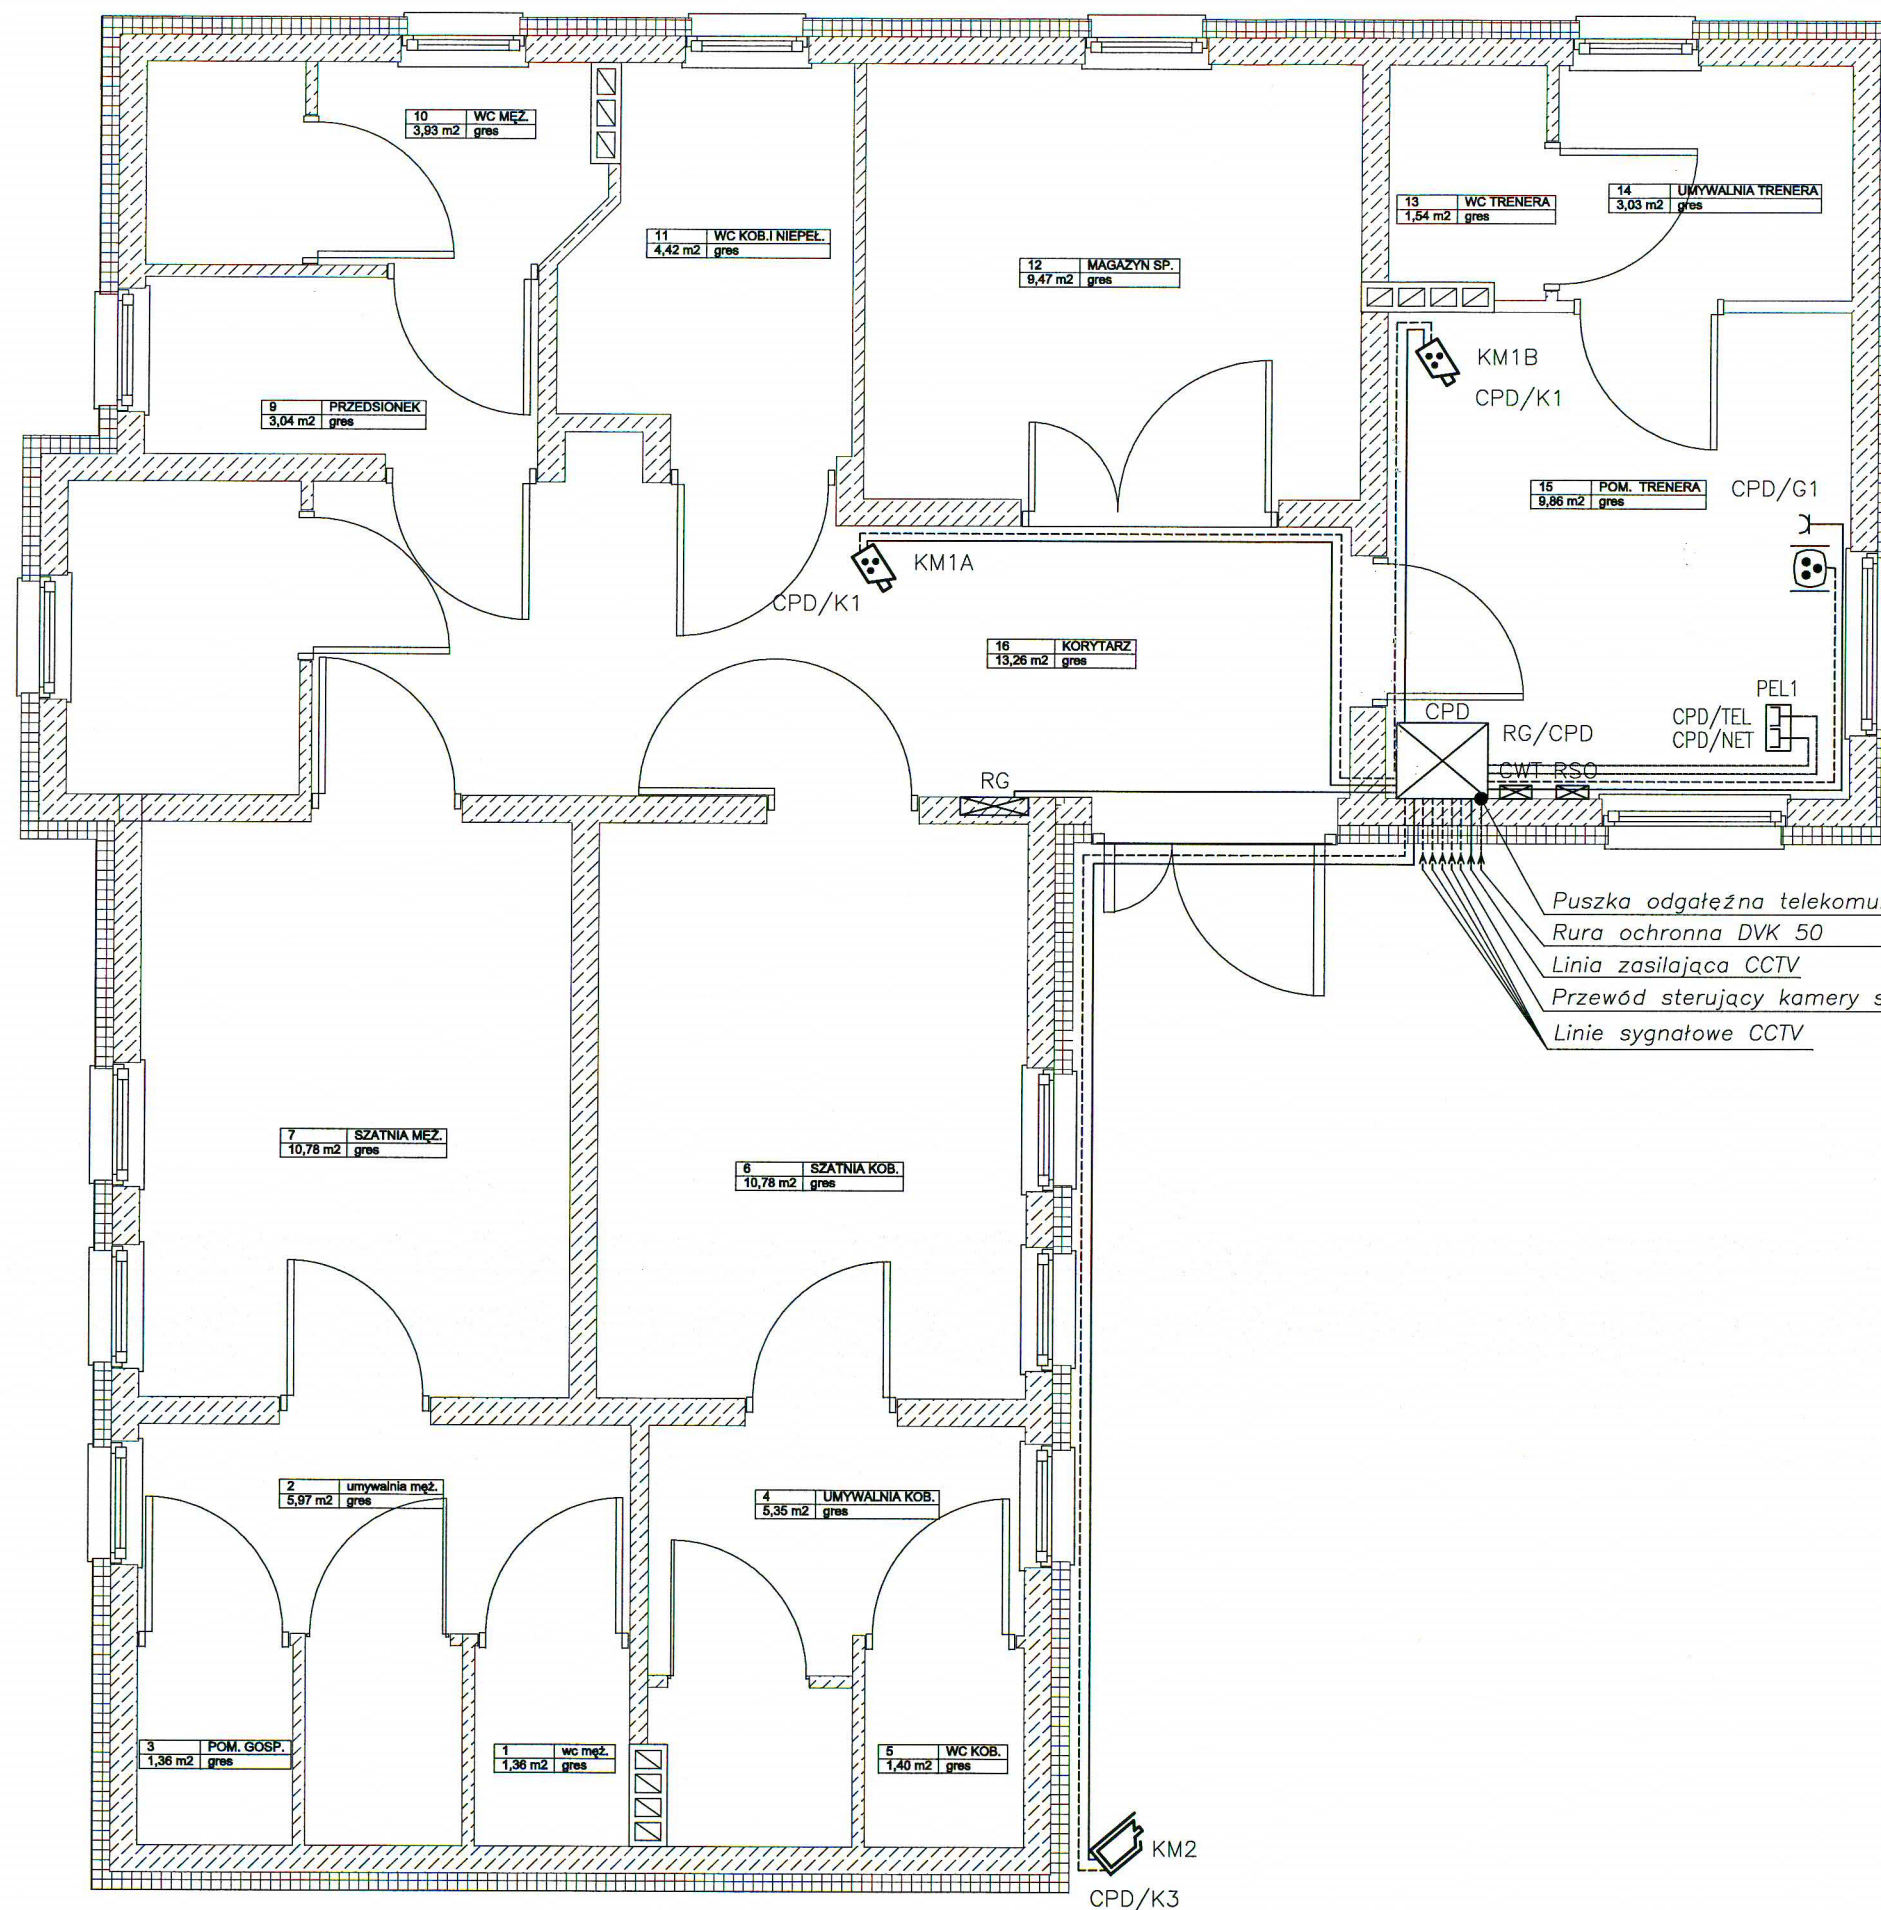 10 WC MĘŻ.
3,93 m2 gres
11 WC KOB.I NIEPEŁ.
4,42 m2 gres
12 MAGAZYN SP.
9,47 m2 gres
13 WC TRENERA
1,54 m2 gres
14 UMYWALNIA TRENERA
3,03 m2 gres
KM1B
CPD/K1
9 PRZEDSIONEK
3,04 m2 gres
15 POM. TRENERA
9,86 m2 gres
CPD/G1
KM1A
CPD/K1
16 KORYTARZ
13,26 m2 gres
PEL1
CPD/TEL
CPD/NET
CPD
RG/CPD
CWT RSO
RG
Puszka odgałęźna telekomu
Rura ochronna DVK 50
Linia zasilająca CCTV
Przewód sterujący kamery s
Linie sygnałowe CCTV
7 SZATNIA MĘŻ.
10,78 m2 gres
6 SZATNIA KOB.
10,78 m2 gres
2 umywalnia męż.
5,97 m2 gres
4 UMYWALNIA KOB.
5,35 m2 gres
3 POM. GOSP.
1,36 m2 gres
1 wc męż.
1,36 m2 gres
5 WC KOB.
1,40 m2 gres
KM2
CPD/K3